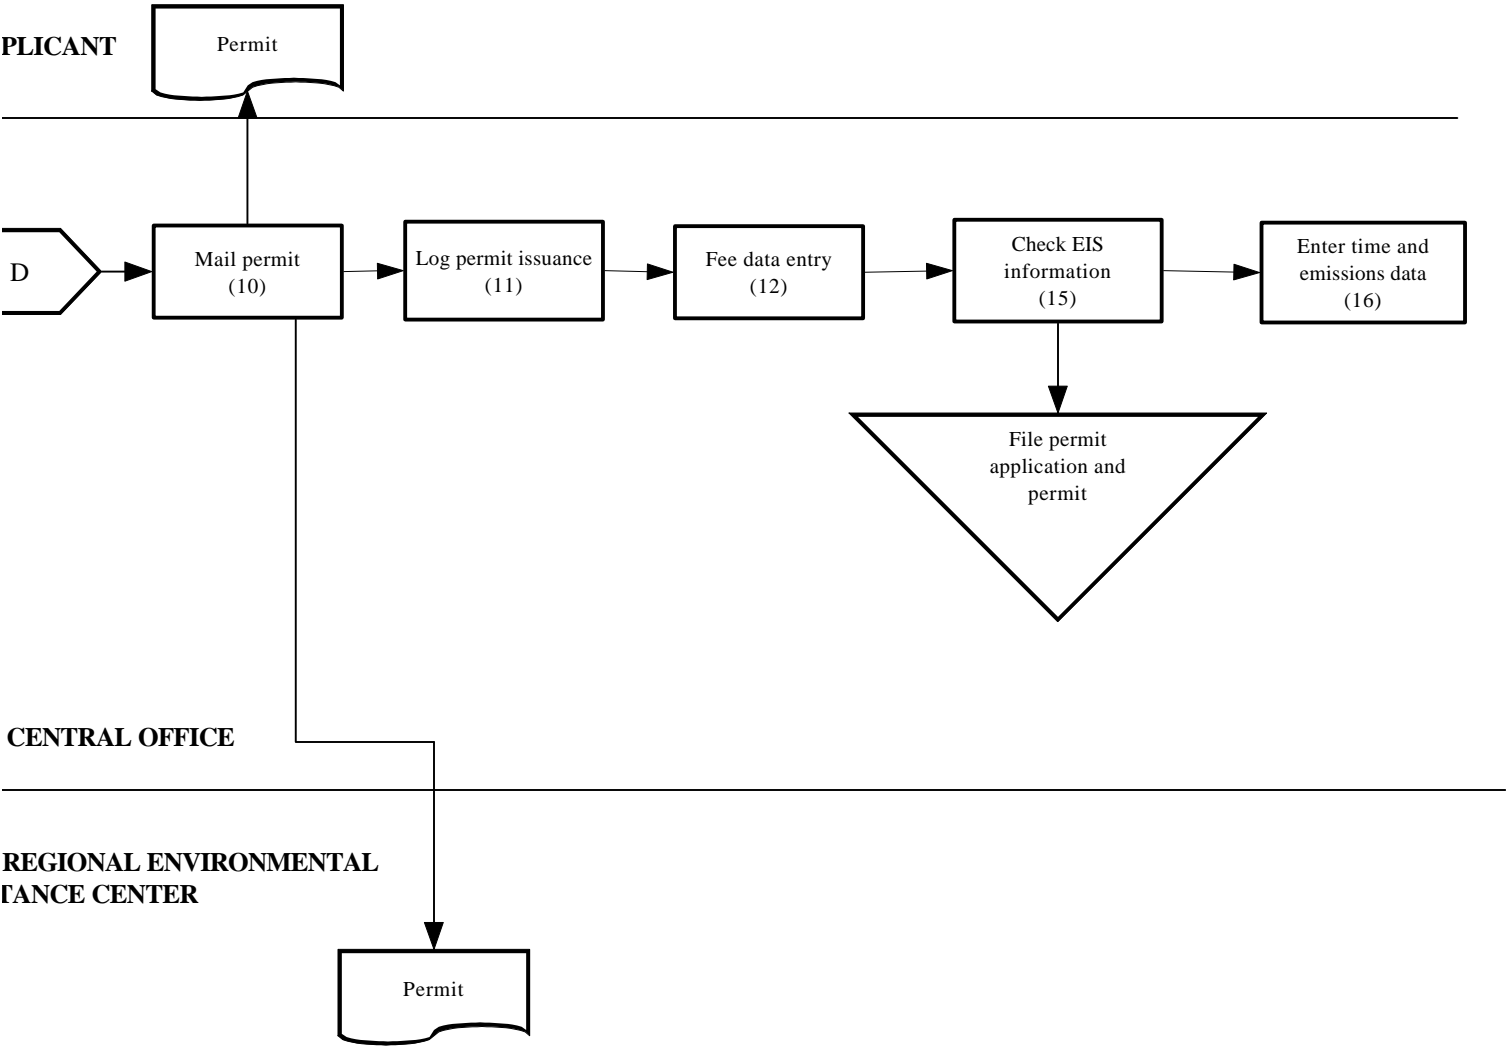 PLICANT
Permit
D
Mail permit
(10)
Log permit issuance
(11)
Fee data entry
(12)
Check EIS
information
(15)
Enter time and
emissions data
(16)
File permit
application and
permit
CENTRAL OFFICE
REGIONAL ENVIRONMENTAL
TANCE CENTER
Permit